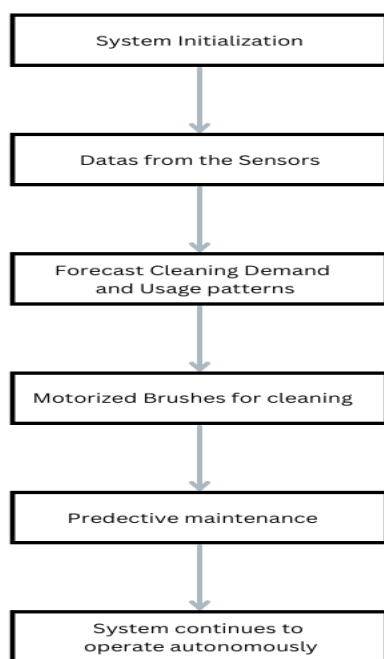 System Initialization
Datas from the Sensors
Forecast Cleaning Demand
and Usage patterns
Motorized Brushes for cleaning
Predective maintenance
System continues to
operate autonomously